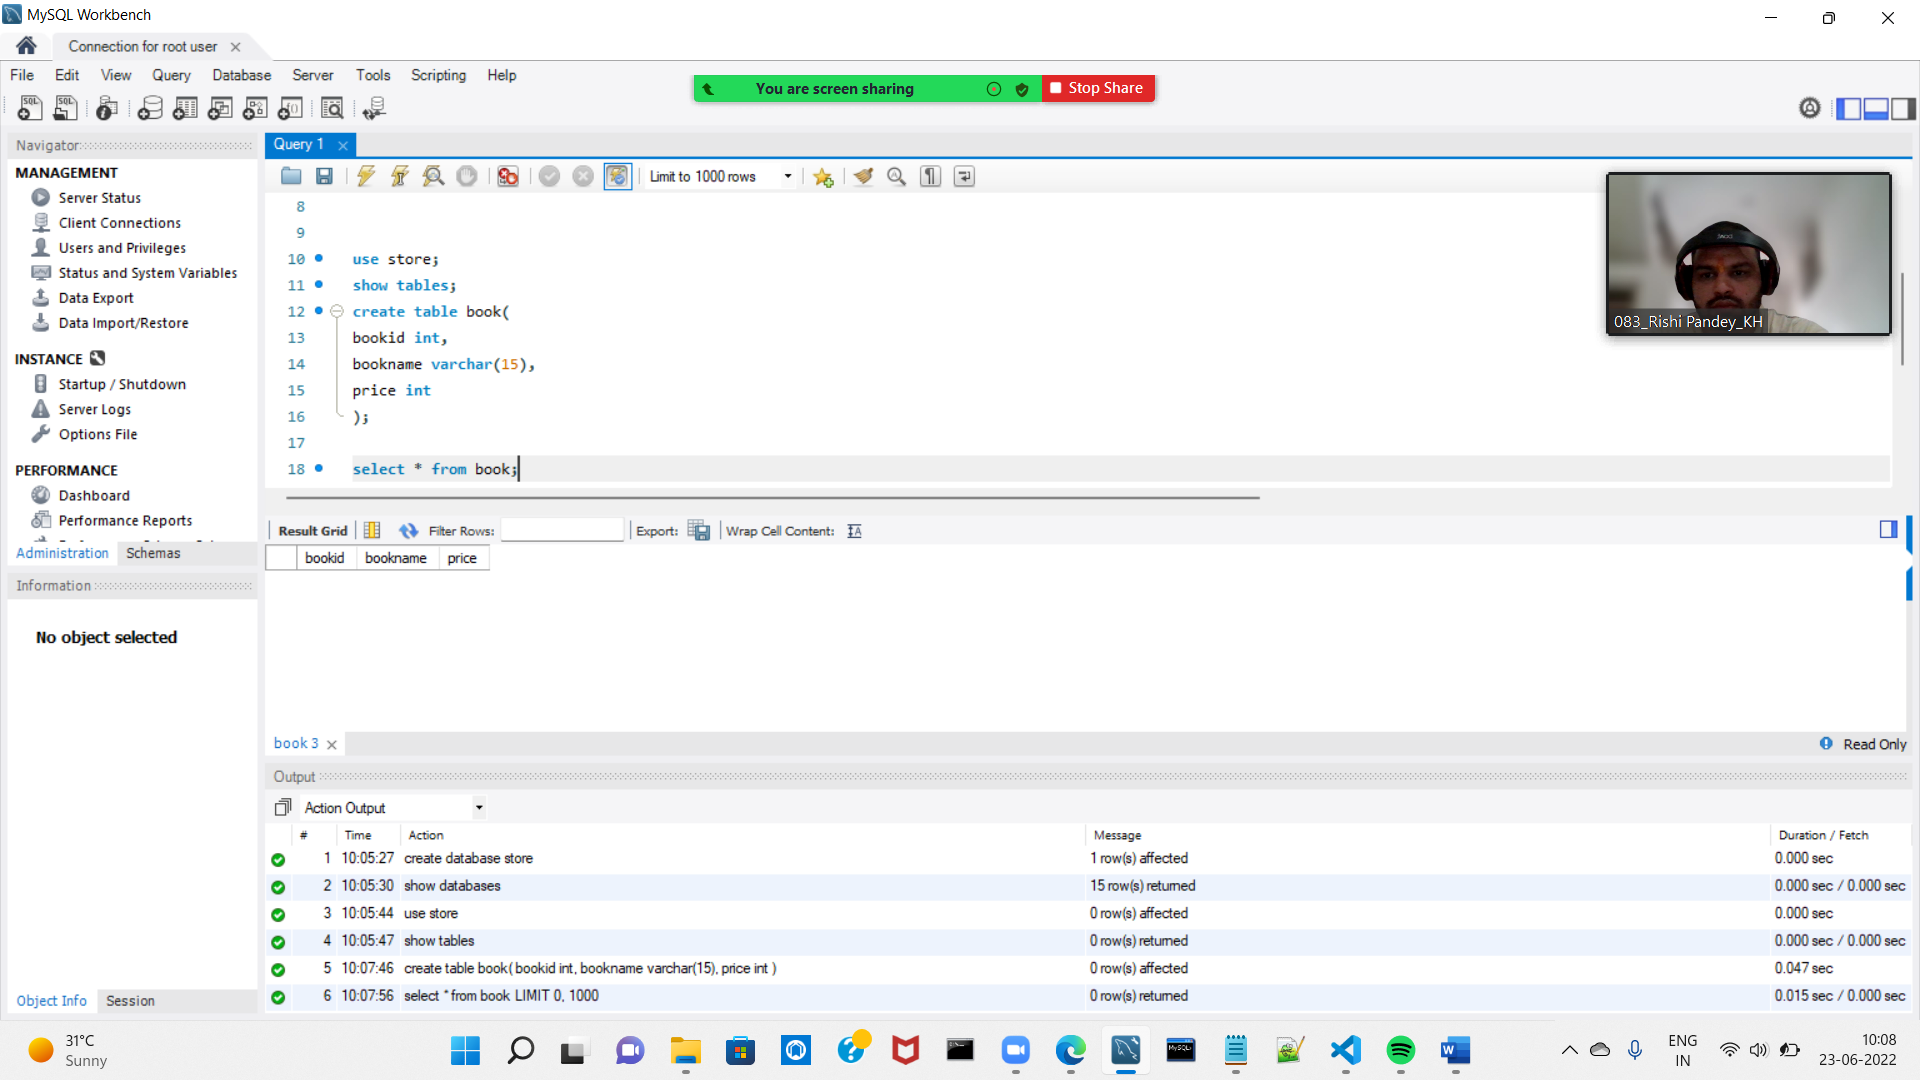 MySQL Workbench
Connection for root user
File Edit View Query Database Server Tools Scripting Help
You are screen sharing
Stop Share
Navigator
MANAGEMENT
Server Status
Client Connections
Users and Privileges
Status and System Variables
Data Export
Data Import/Restore
INSTANCE
Startup / Shutdown
Server Logs
Options File
PERFORMANCE
Dashboard
Performance Reports
Administration Schemas
Information
No object selected
Object Info Session
Query 1
Limit to 1000 rows
8
9
10 use store;
11 show tables;
12 create table book(
13 bookid int,
14 bookname varchar(15),
15 price int
16 );
17
18 select * from book;
083_Rishi Pandey_KH
Result Grid Filter Rows: Export: Wrap Cell Content:
bookid bookname price
book 3
Read Only
Output
Action Output
# Time Action Message Duration / Fetch
1 10:05:27 create database store 1 row(s) affected 0.000 sec
2 10:05:30 show databases 15 row(s) returned 0.000 sec / 0.000 sec
3 10:05:44 use store 0 row(s) affected 0.000 sec
4 10:05:47 show tables 0 row(s) returned 0.000 sec / 0.000 sec
5 10:07:46 create table book( bookid int, bookname varchar(15), price int ) 0 row(s) affected 0.047 sec
6 10:07:56 select * from book LIMIT 0, 1000 0 row(s) returned 0.015 sec / 0.000 sec
31°C
Sunny
ENG
IN
10:08
23-06-2022